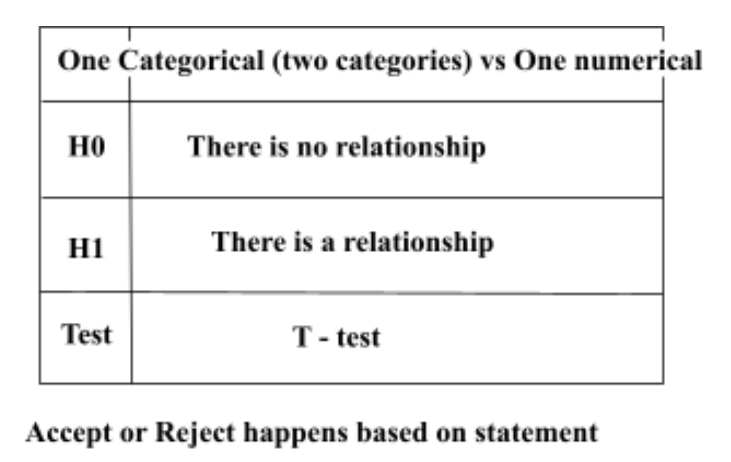 One Categorical (two categories) vs One numerical
H0 There is no relationship
H1 There is a relationship
Test T - test
Accept or Reject happens based on statement